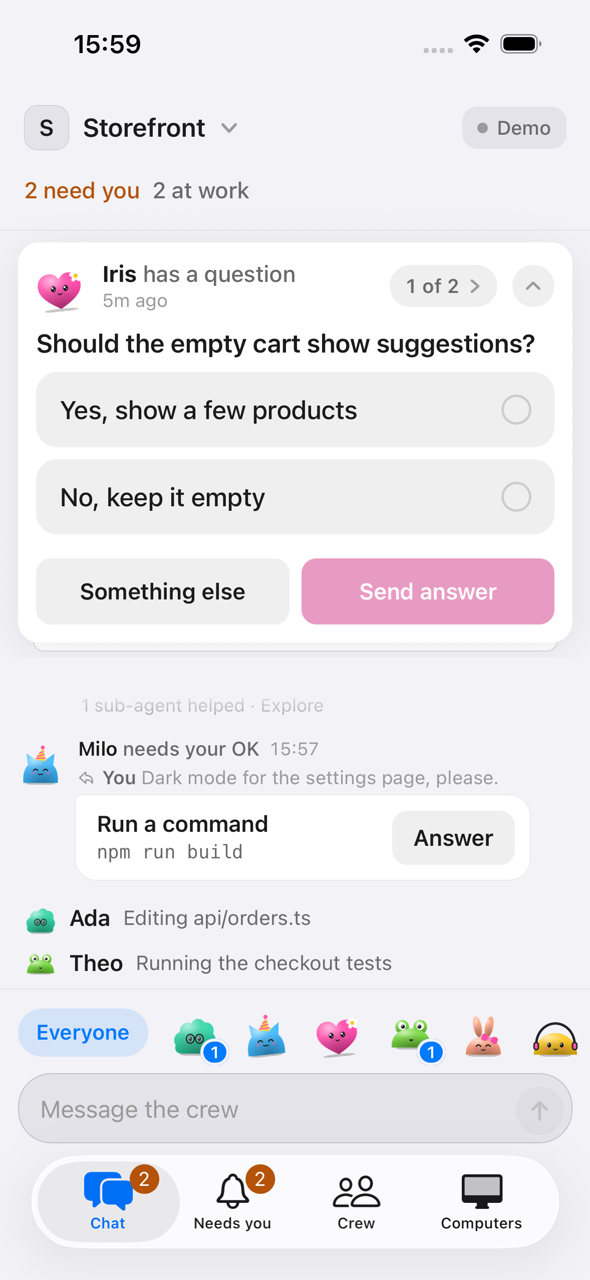 15:59
S Storefront Demo
2 need you 2 at work
Iris has a question
5m ago
1 of 2
Should the empty cart show suggestions?
Yes, show a few products
No, keep it empty
Something else
Send answer
1 sub-agent helped · Explore
Milo needs your OK 15:57
You Dark mode for the settings page, please.
Run a command
npm run build
Answer
Ada Editing api/orders.ts
Theo Running the checkout tests
Everyone
1
1
Message the crew
2
2
Chat
Needs you
Crew
Computers